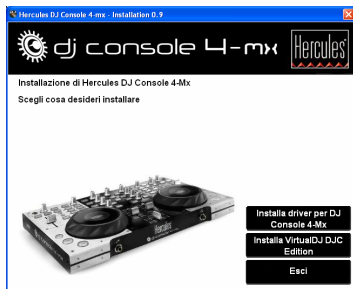 Hercules DJ Console 4-mx - Installation 0.9
dj console 4-mx
Hercules
Installazione di Hercules DJ Console 4-Mx
Scegli cosa desideri installare
Hercules
Installa driver per DJ
Console 4-Mx
Installa VirtualDJ DJC
Edition
Esci